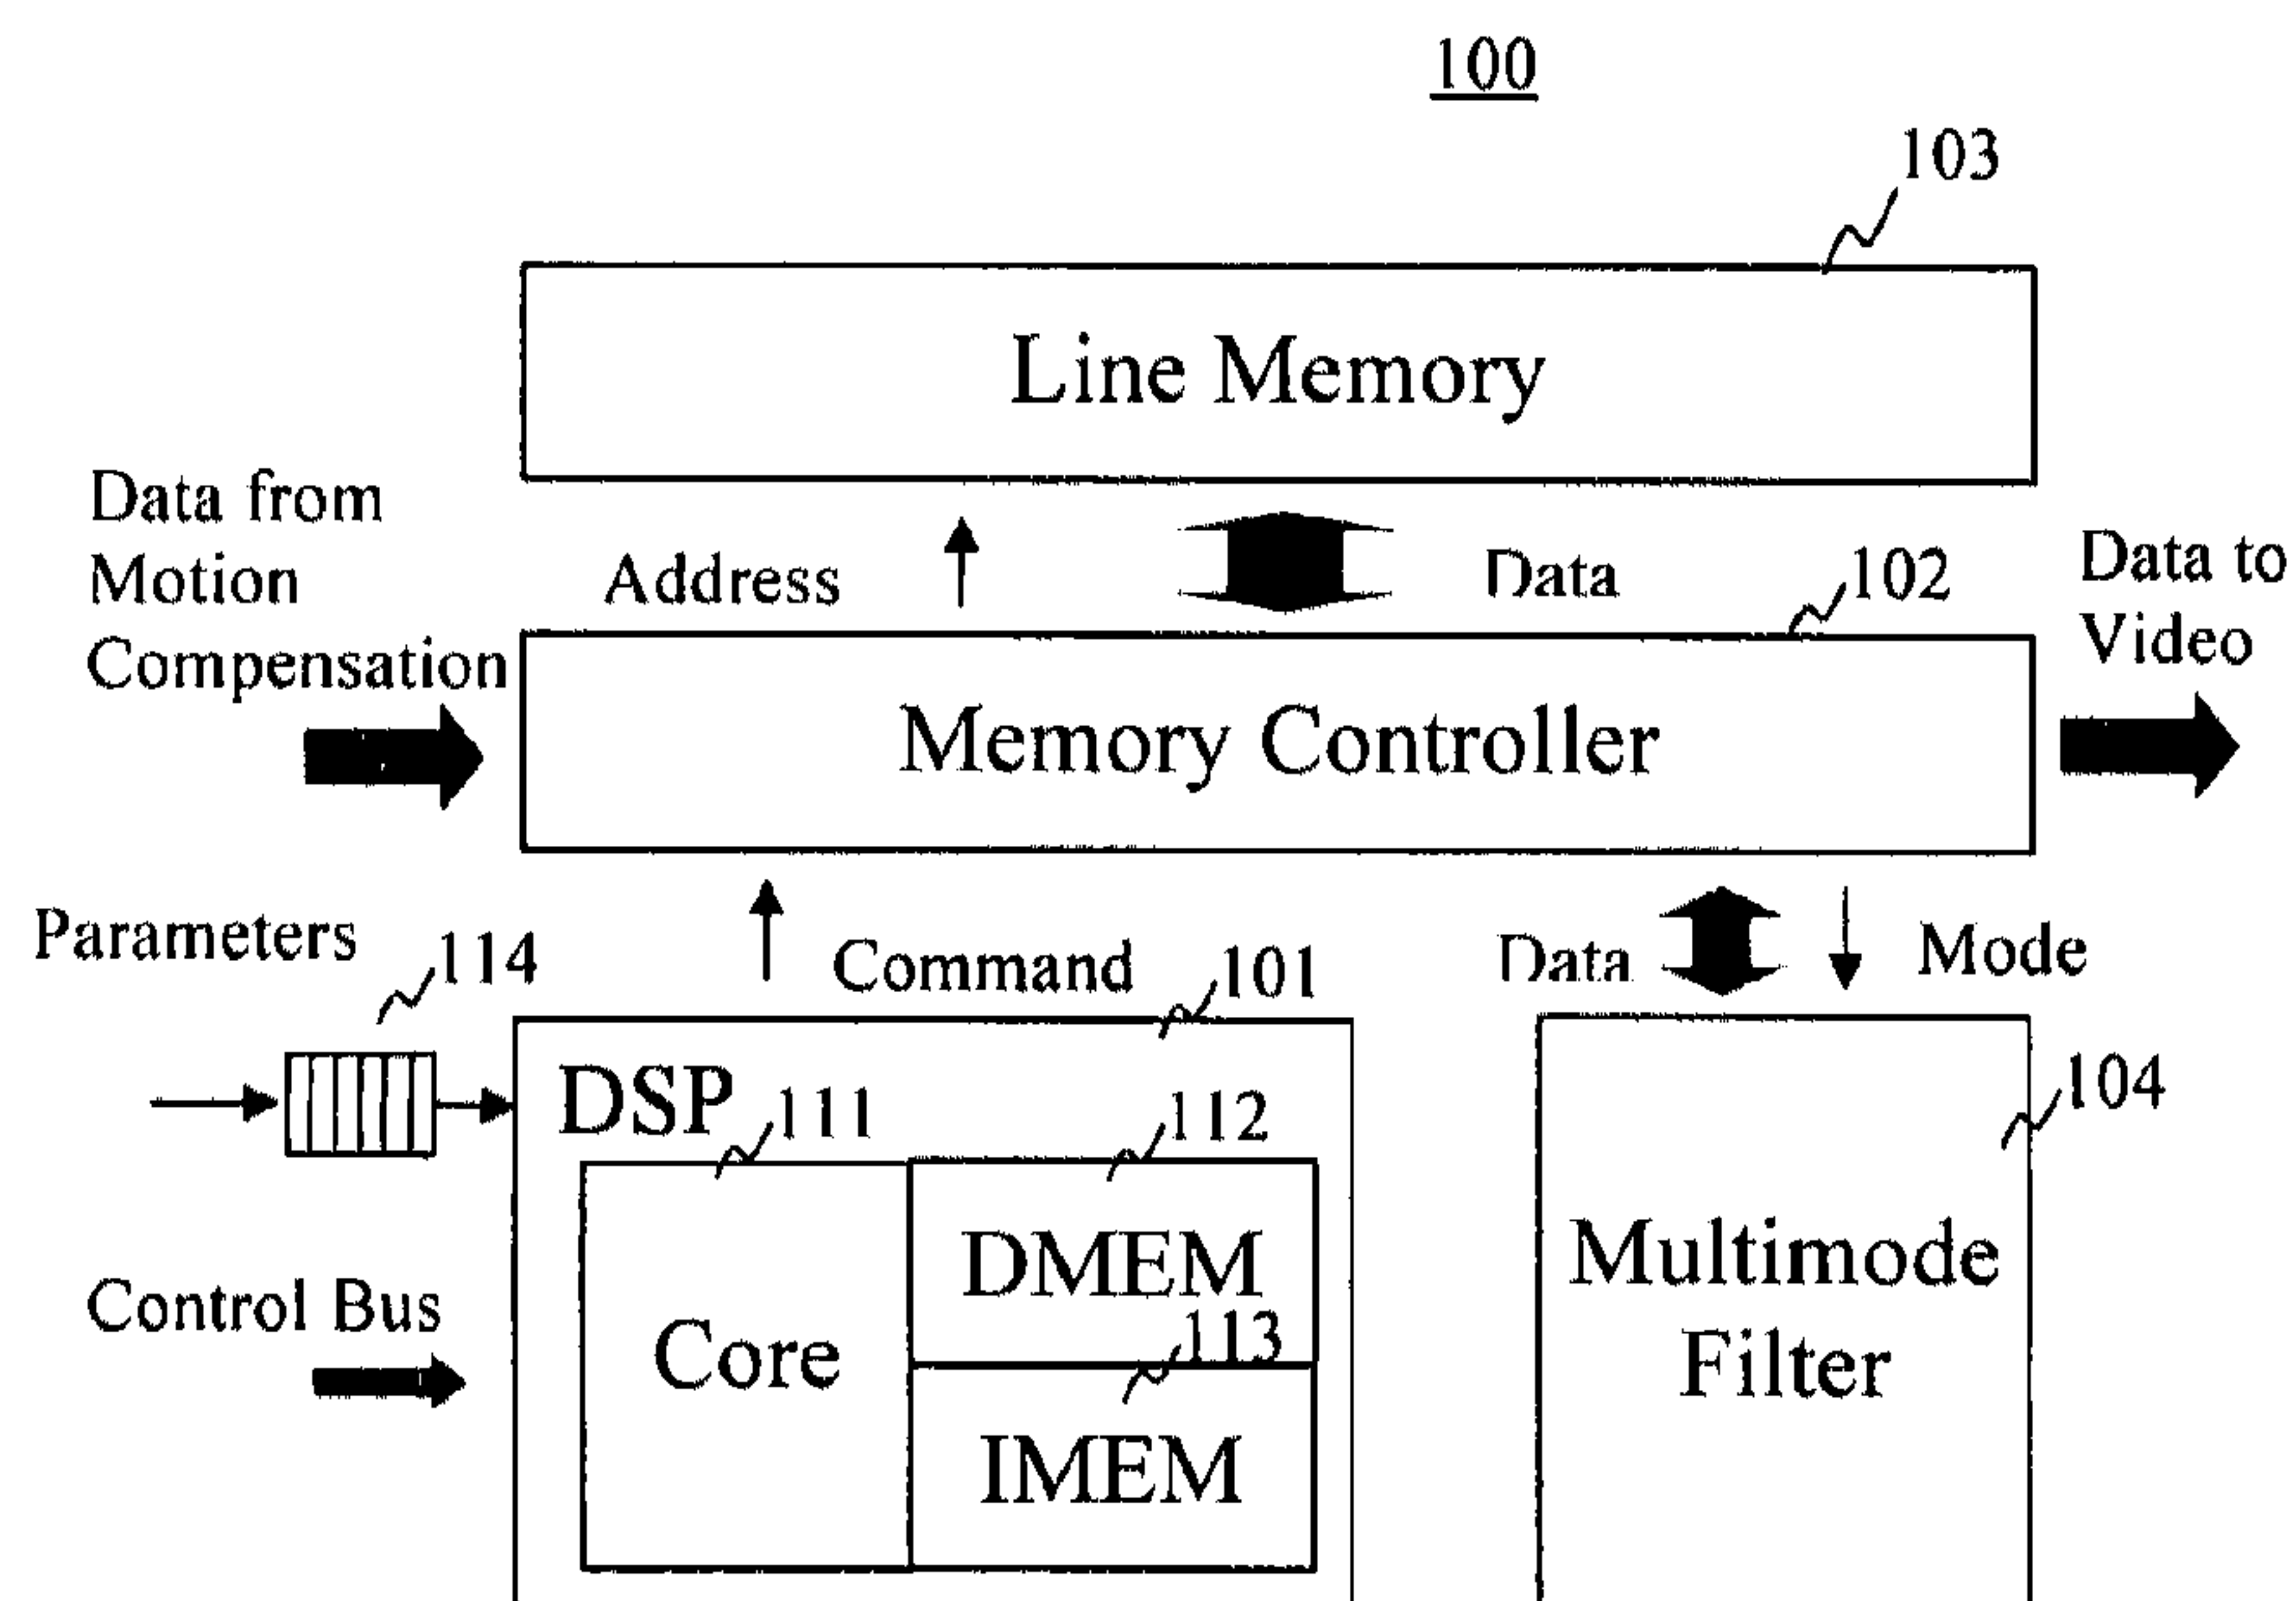 100
103
Line Memory
Data from
Motion
Compensation
Address
Data
102
Data to
Video
Memory Controller
Parameters
114
Command
101
Data
Mode
DSP
111
112
104
DMEM
Multimode
Filter
Control Bus
Core
113
IMEM